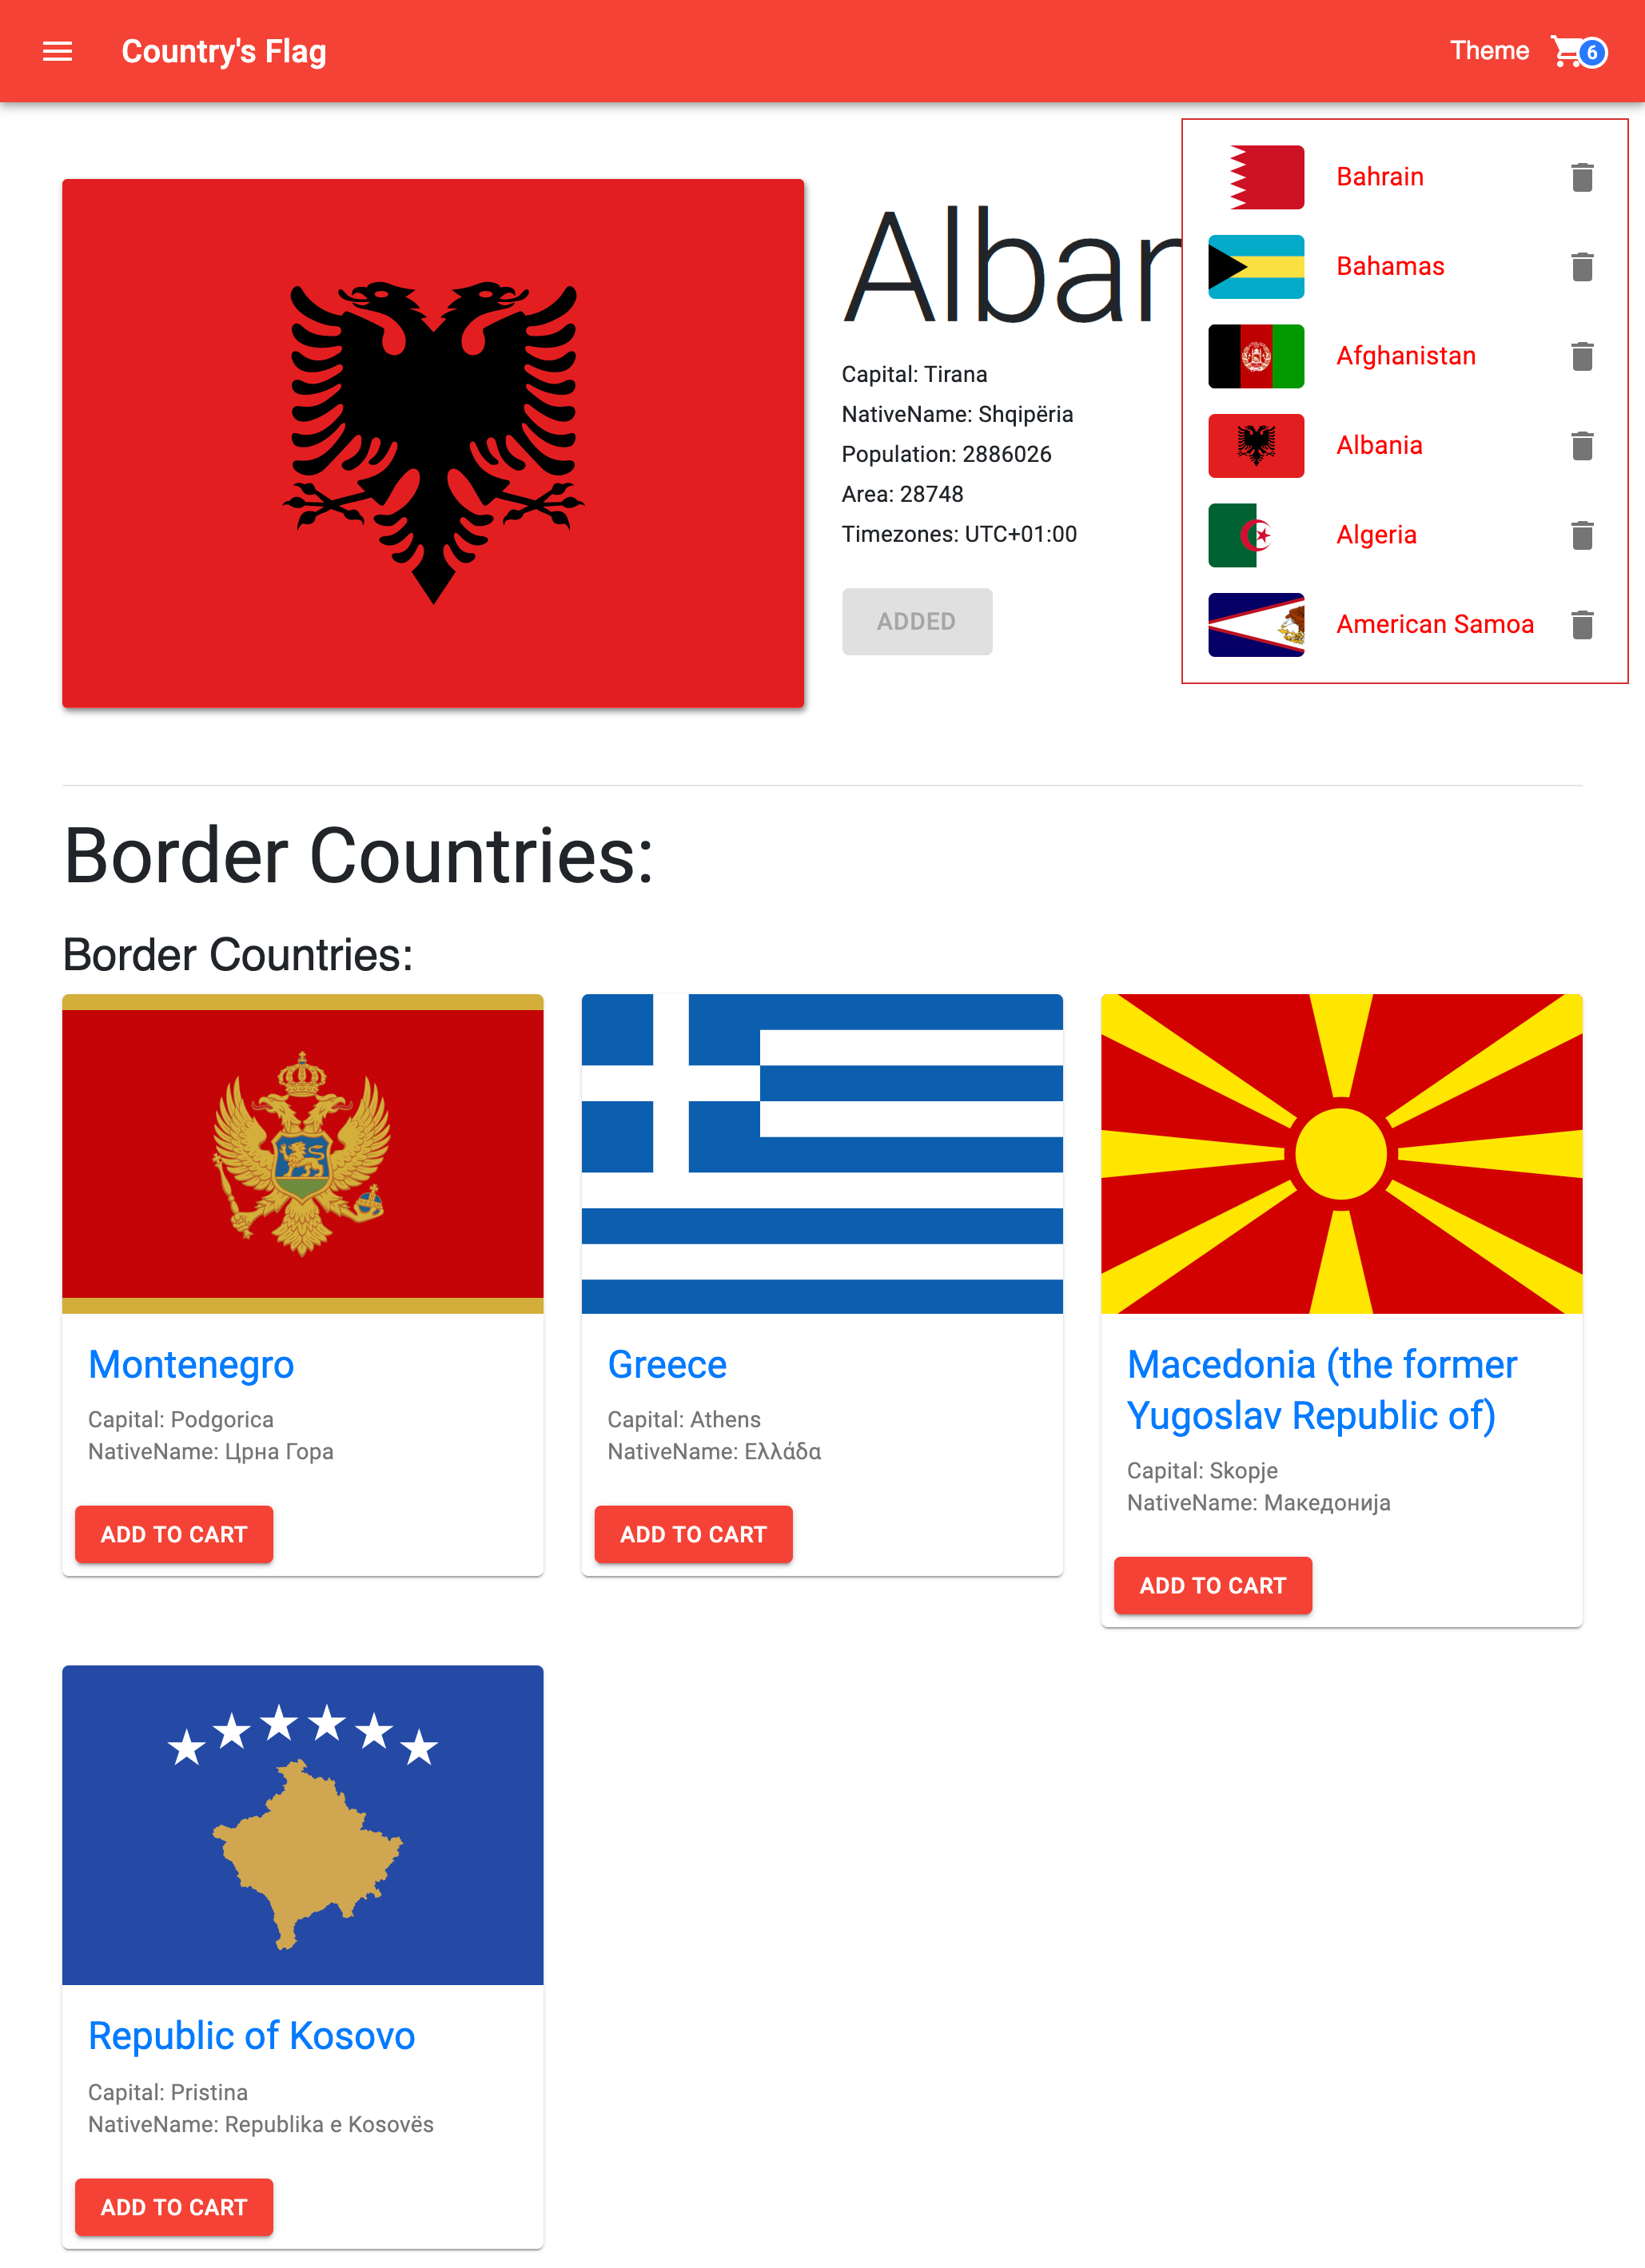 Country's Flag
Theme
6
Bahrain
Bahamas
Afghanistan
Albania
Algeria
American Samoa
Capital: Tirana
NativeName: Shqipëria
Population: 2886026
Area: 28748
Timezones: UTC+01:00
ADDED
Border Countries:
Border Countries:
Montenegro
Capital: Podgorica
NativeName: Црна Гора
ADD TO CART
Greece
Capital: Athens
NativeName: Ελλάδα
ADD TO CART
Macedonia (the former
Yugoslav Republic of)
Capital: Skopje
NativeName: Македонија
ADD TO CART
Republic of Kosovo
Capital: Pristina
NativeName: Republika e Kosovës
ADD TO CART